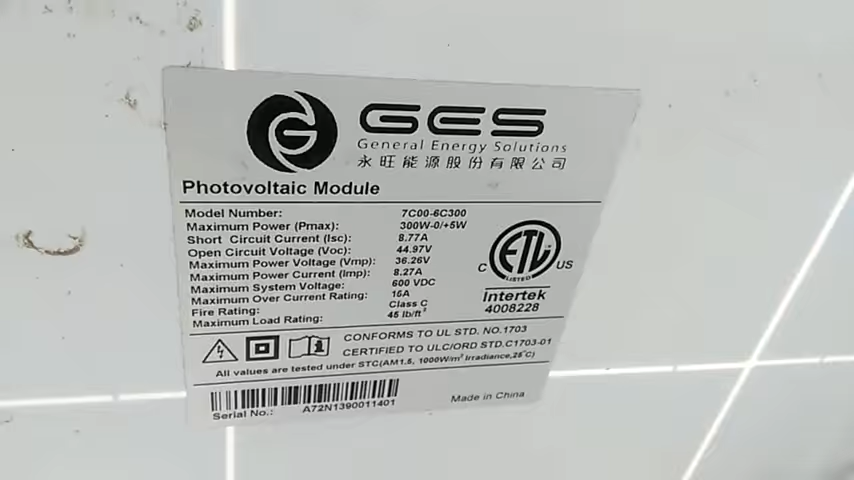 GES
General Energy Solutions
永旺能源股份有限公司
Photovoltaic Module
Model Number: 7C00-6C300
Maximum Power (Pmax): 300W-0/+5W
Short Circuit Current (Isc): 8.77A
Open Circuit Voltage (Voc): 44.97V
Maximum Power Voltage (Vmp): 36.26V
Maximum Power Current (Imp): 8.27A
Maximum System Voltage: 600 VDC
Maximum Over Current Rating: 15A
Fire Rating: Class C
Maximum Load Rating: 45 lb/ft²
C ETL US
LISTED
Intertek
4008228
CONFORMS TO UL STD. NO.1703
CERTIFIED TO ULC/ORD STD.C1703-01
All values are tested under STC(AM1.5, 1000W/m² Irradiance,25°C)
Serial No.: A72N1390011401
Made in China